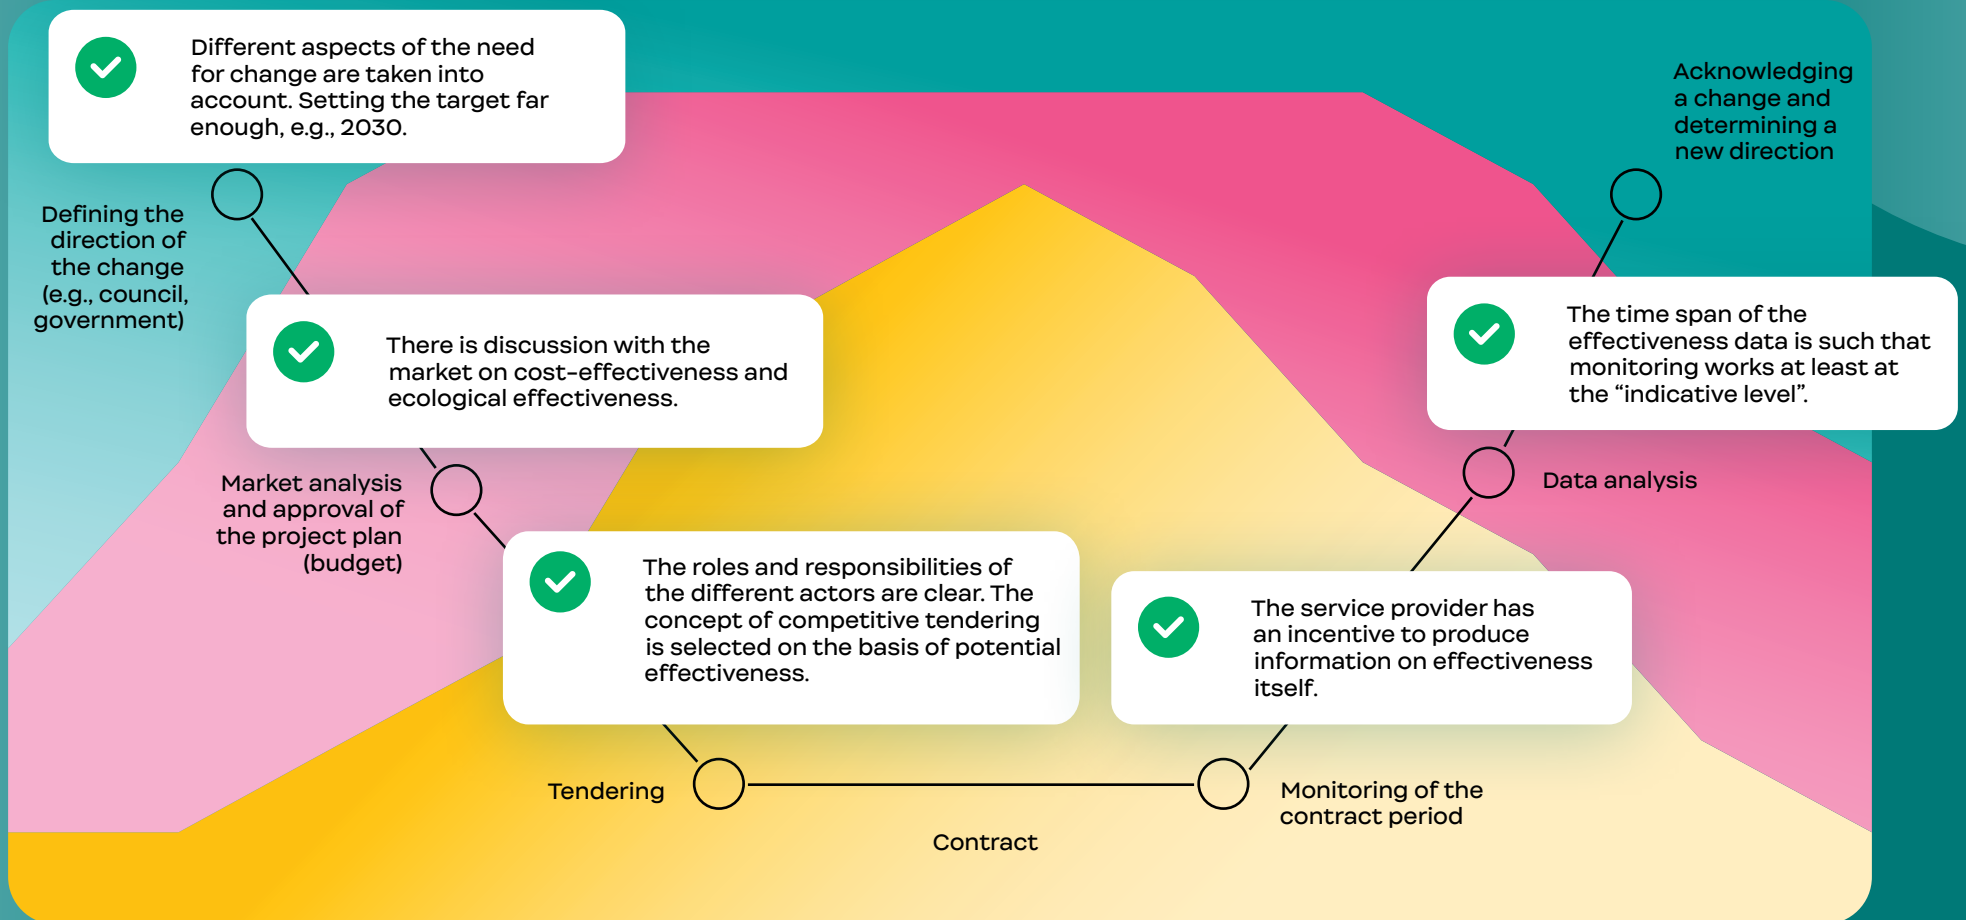 Different aspects of the need
for change are taken into
account. Setting the target far
enough, e.g., 2030.
Defining the
direction of
the change
(e.g., council,
government)
There is discussion with the
market on cost-effectiveness and
ecological effectiveness.
Market analysis
and approval of
the project plan
(budget)
The roles and responsibilities of
the different actors are clear. The
concept of competitive tendering
is selected on the basis of potential
effectiveness.
Tendering
Contract
Monitoring of the
contract period
The service provider has
an incentive to produce
information on effectiveness
itself.
Data analysis
The time span of the
effectiveness data is such that
monitoring works at least at
the “indicative level”.
Acknowledging
a change and
determining a
new direction